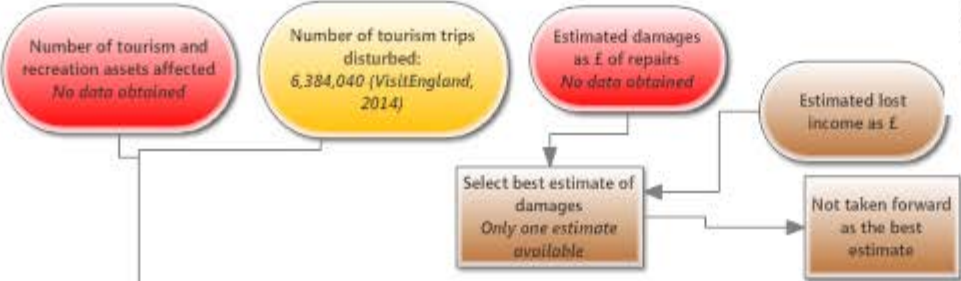 Number of tourism and
recreation assets affected
No data obtained
Number of tourism trips
disturbed:
6,384,040 (VisitEngland,
2014)
Estimated damages
as £ of repairs
No data obtained
Estimated lost
income as £
Select best estimate of
damages
Only one estimate
available
Not taken forward
as the best
estimate